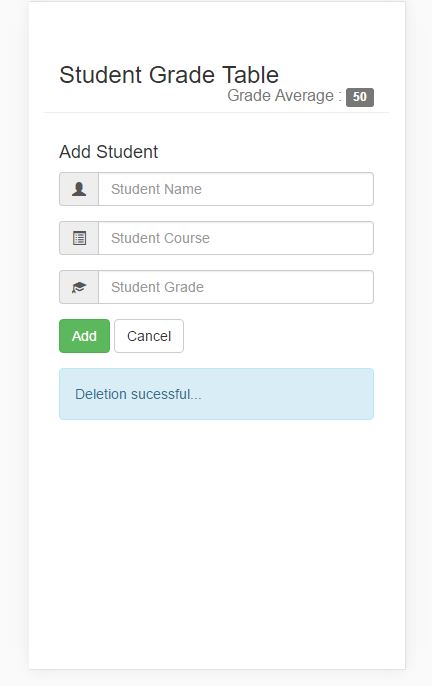 Student Grade Table
Grade Average : 50
Add Student
Student Name
Student Course
Student Grade
Add Cancel
Deletion sucessful...